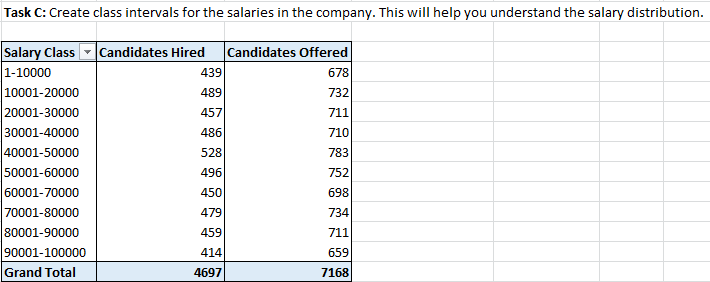 Task C: Create class intervals for the salaries in the company. This will help you understand the salary distribution.
Salary Class Candidates Hired Candidates Offered
1-10000 439 678
10001-20000 489 732
20001-30000 457 711
30001-40000 486 710
40001-50000 528 783
50001-60000 496 752
60001-70000 450 698
70001-80000 479 734
80001-90000 459 711
90001-100000 414 659
Grand Total 4697 7168